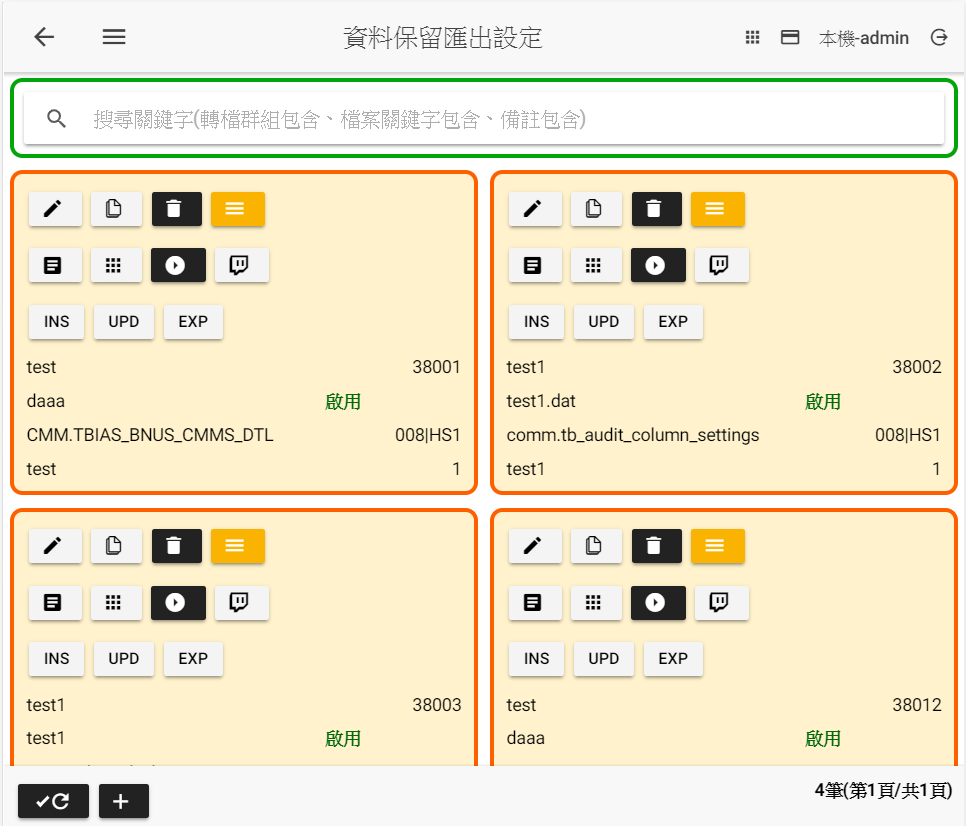 資料保留匯出設定
本機-admin
搜尋關鍵字(轉檔群組包含、檔案關鍵字包含、備註包含)
INS UPD EXP
test 38001
daaa 啟用
CMM.TBIAS_BNUS_CMMS_DTL 008|HS1
test 1
INS UPD EXP
test1 38002
test1.dat 啟用
comm.tb_audit_column_settings 008|HS1
test1 1
INS UPD EXP
test1 38003
test1 啟用
INS UPD EXP
test 38012
daaa 啟用
4筆(第1頁/共1頁)